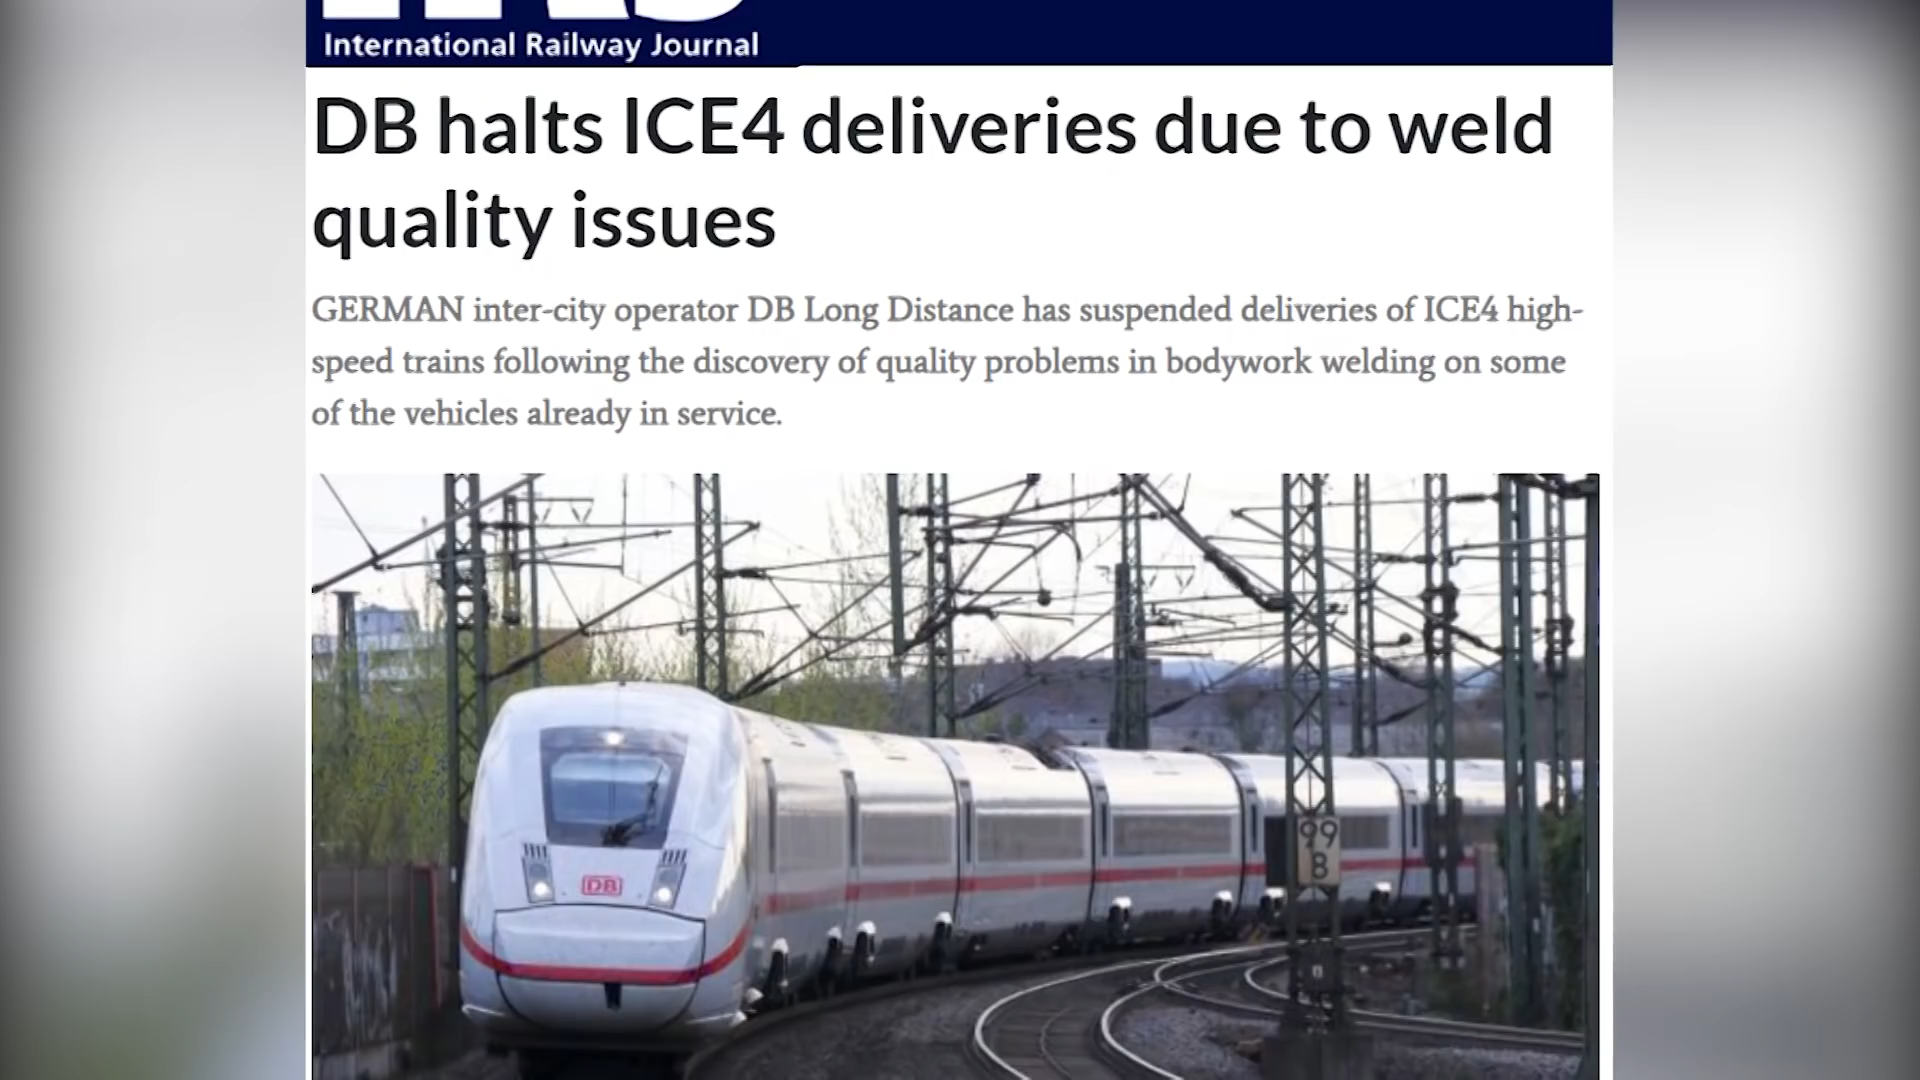 International Railway Journal
DB halts ICE4 deliveries due to weld
quality issues
GERMAN inter-city operator DB Long Distance has suspended deliveries of ICE4 high-
speed trains following the discovery of quality problems in bodywork welding on some
of the vehicles already in service.
99
8
DB